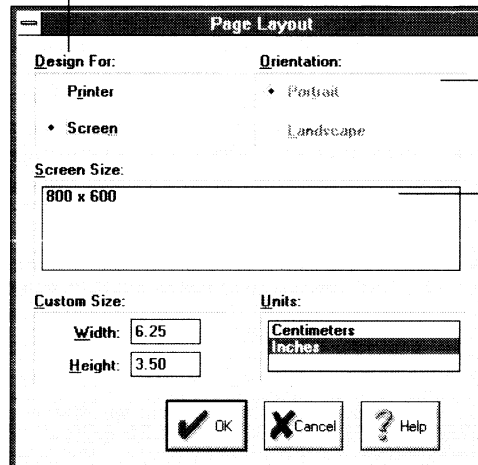 Page Layout
Design For:
Orientation:
Printer
Portrait
Screen
Landscape
Screen Size:
800 x 600
Custom Size:
Units:
Width: 6.25
Centimeters
Inches
Height: 3.50
OK
Cancel
Help